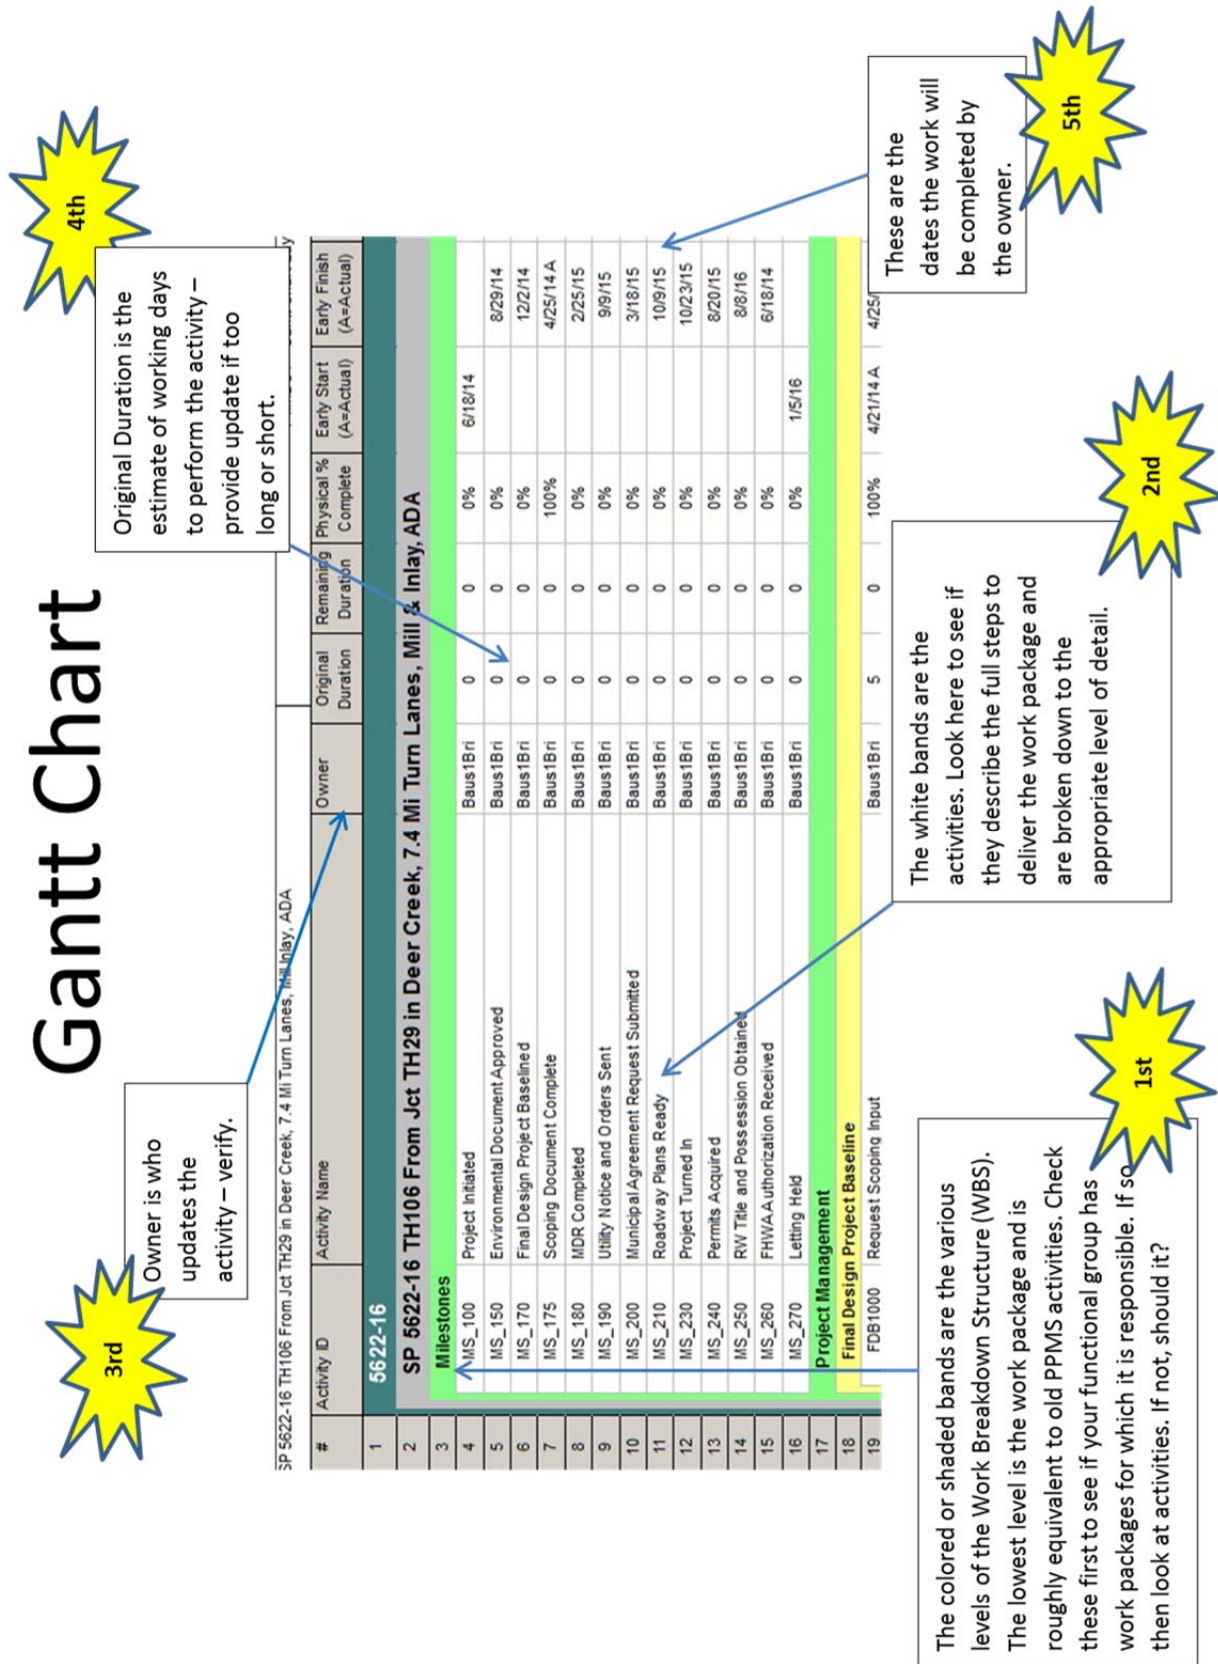 Gantt Chart
3rd
Owner is who
updates the
activity – verify.
4th
Original Duration is the
estimate of working days
to perform the activity –
provide update if too
long or short.
SP 5622-16 TH106 From Jct TH29 in Deer Creek, 7.4 Mi Turn Lanes, Mill Inlay, ADA
# Activity ID Activity Name Owner Original Duration Remaining Duration Physical % Complete Early Start (A=Actual) Early Finish (A=Actual)
1 5622-16
2 SP 5622-16 TH106 From Jct TH29 in Deer Creek, 7.4 Mi Turn Lanes, Mill & Inlay, ADA
3 Milestones
4 MS_100 Project Initiated Baus1Bri 0 0 0% 6/18/14
5 MS_150 Environmental Document Approved Baus1Bri 0 0 0% 8/29/14
6 MS_170 Final Design Project Baselined Baus1Bri 0 0 0% 12/2/14
7 MS_175 Scoping Document Complete Baus1Bri 0 0 100% 4/25/14 A
8 MS_180 MDR Completed Baus1Bri 0 0 0% 2/25/15
9 MS_190 Utility Notice and Orders Sent Baus1Bri 0 0 0% 9/9/15
10 MS_200 Municipal Agreement Request Submitted Baus1Bri 0 0 0% 3/18/15
11 MS_210 Roadway Plans Ready Baus1Bri 0 0 0% 10/9/15
12 MS_230 Project Turned In Baus1Bri 0 0 0% 10/23/15
13 MS_240 Permits Acquired Baus1Bri 0 0 0% 8/20/15
14 MS_250 RW Title and Possession Obtained Baus1Bri 0 0 0% 8/8/16
15 MS_260 FHWA Authorization Received Baus1Bri 0 0 0% 6/18/14
16 MS_270 Letting Held Baus1Bri 0 0 0% 1/5/16
17 Project Management
18 Final Design Project Baseline
19 FDB1000 Request Scoping Input Baus1Bri 5 0 100% 4/21/14 A 4/25/
The colored or shaded bands are the various
levels of the Work Breakdown Structure (WBS).
The lowest level is the work package and is
roughly equivalent to old PPMS activities. Check
these first to see if your functional group has
work packages for which it is responsible. If so
then look at activities. If not, should it?
1st
The white bands are the
activities. Look here to see if
they describe the full steps to
deliver the work package and
are broken down to the
appropriate level of detail.
2nd
These are the
dates the work will
be completed by
the owner.
5th